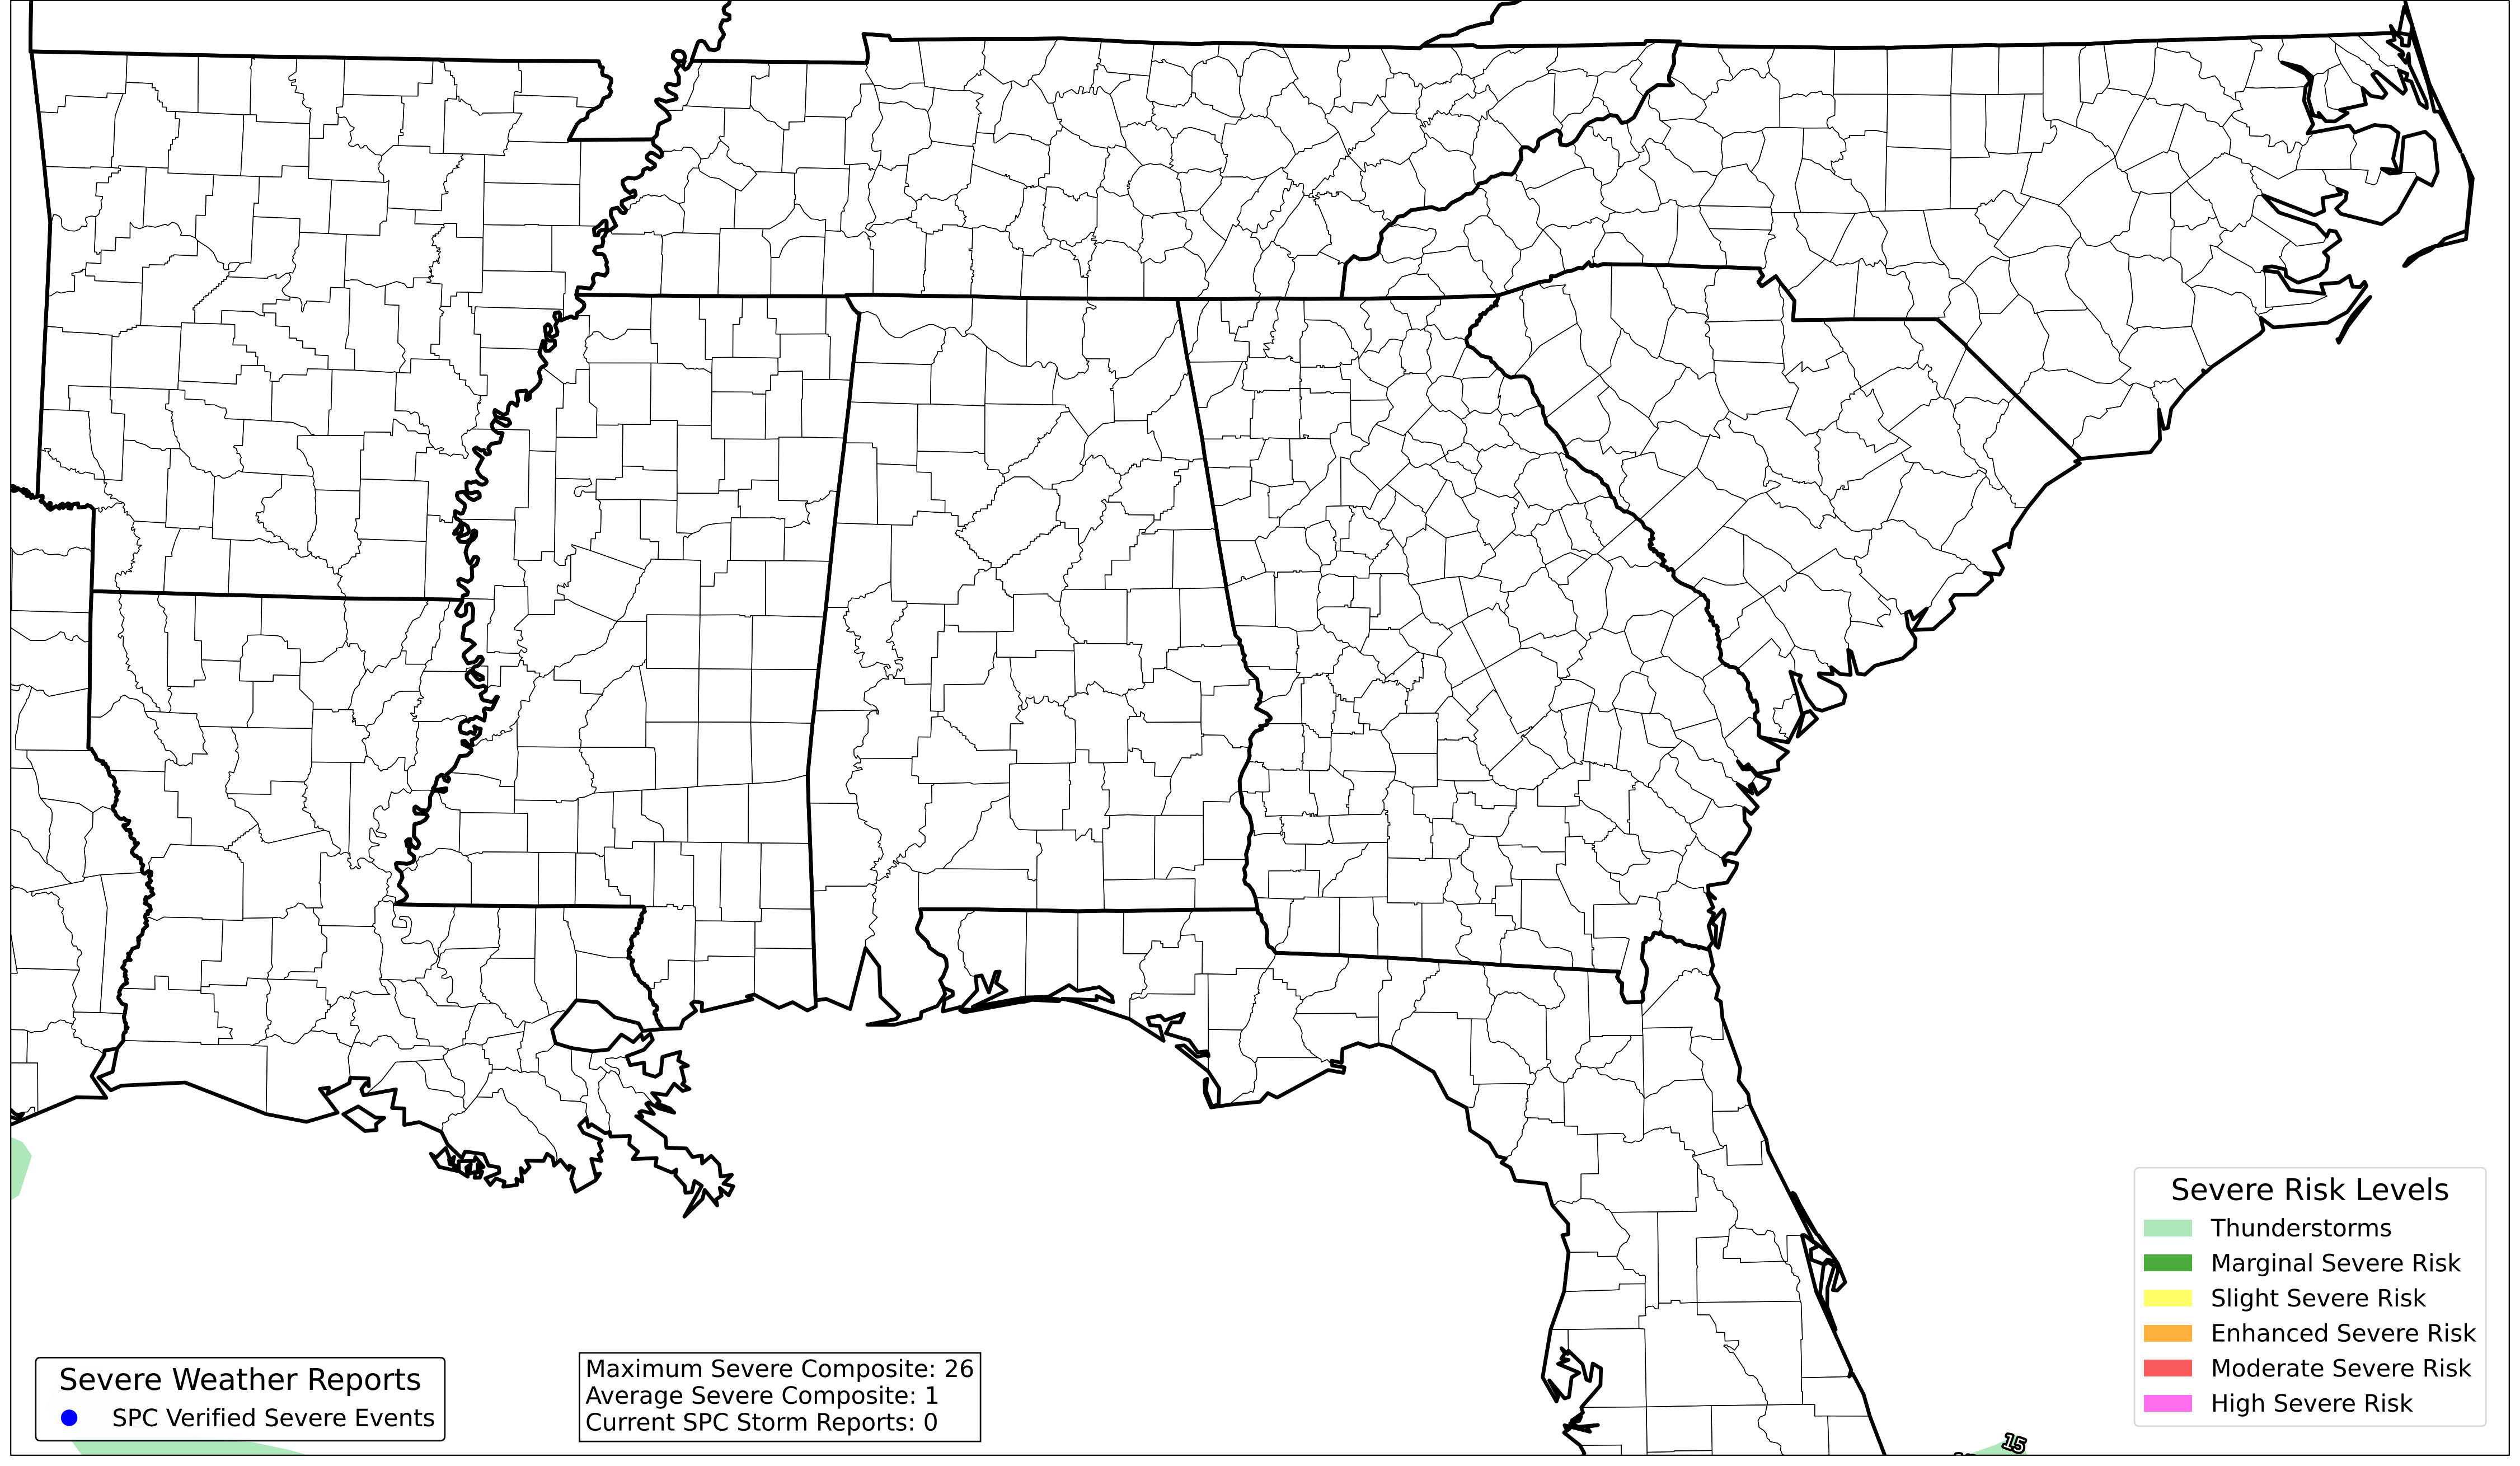 Severe Risk Levels
Thunderstorms
Marginal Severe Risk
Slight Severe Risk
Enhanced Severe Risk
Moderate Severe Risk
High Severe Risk
Severe Weather Reports
SPC Verified Severe Events
Maximum Severe Composite: 26
Average Severe Composite: 1
Current SPC Storm Reports: 0
15